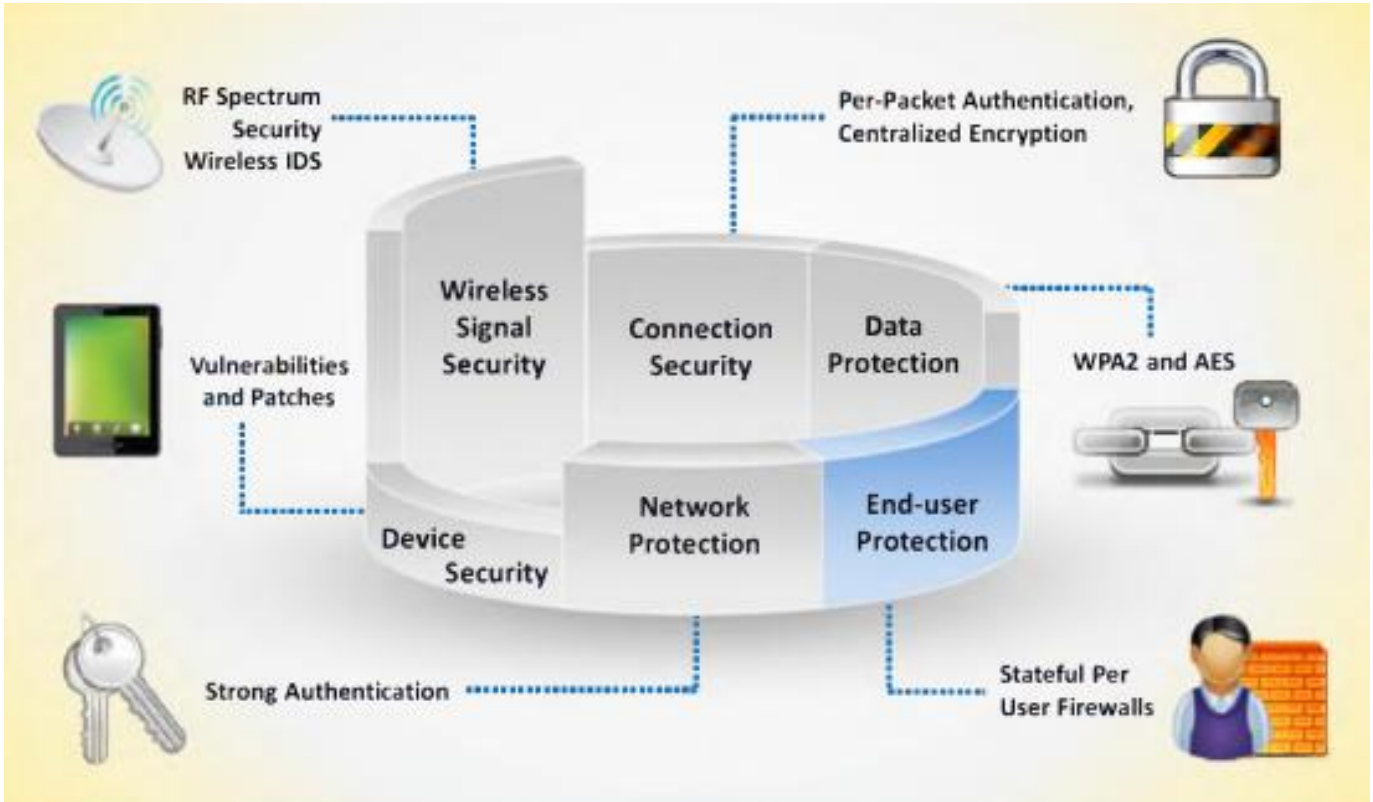 RF Spectrum
Security
Wireless IDS
Per-Packet Authentication,
Centralized Encryption
Wireless
Signal
Security
Connection
Security
Data
Protection
Vulnerabilities
and Patches
WPA2 and AES
Device
Security
Network
Protection
End-user
Protection
Strong Authentication
Stateful Per
User Firewalls